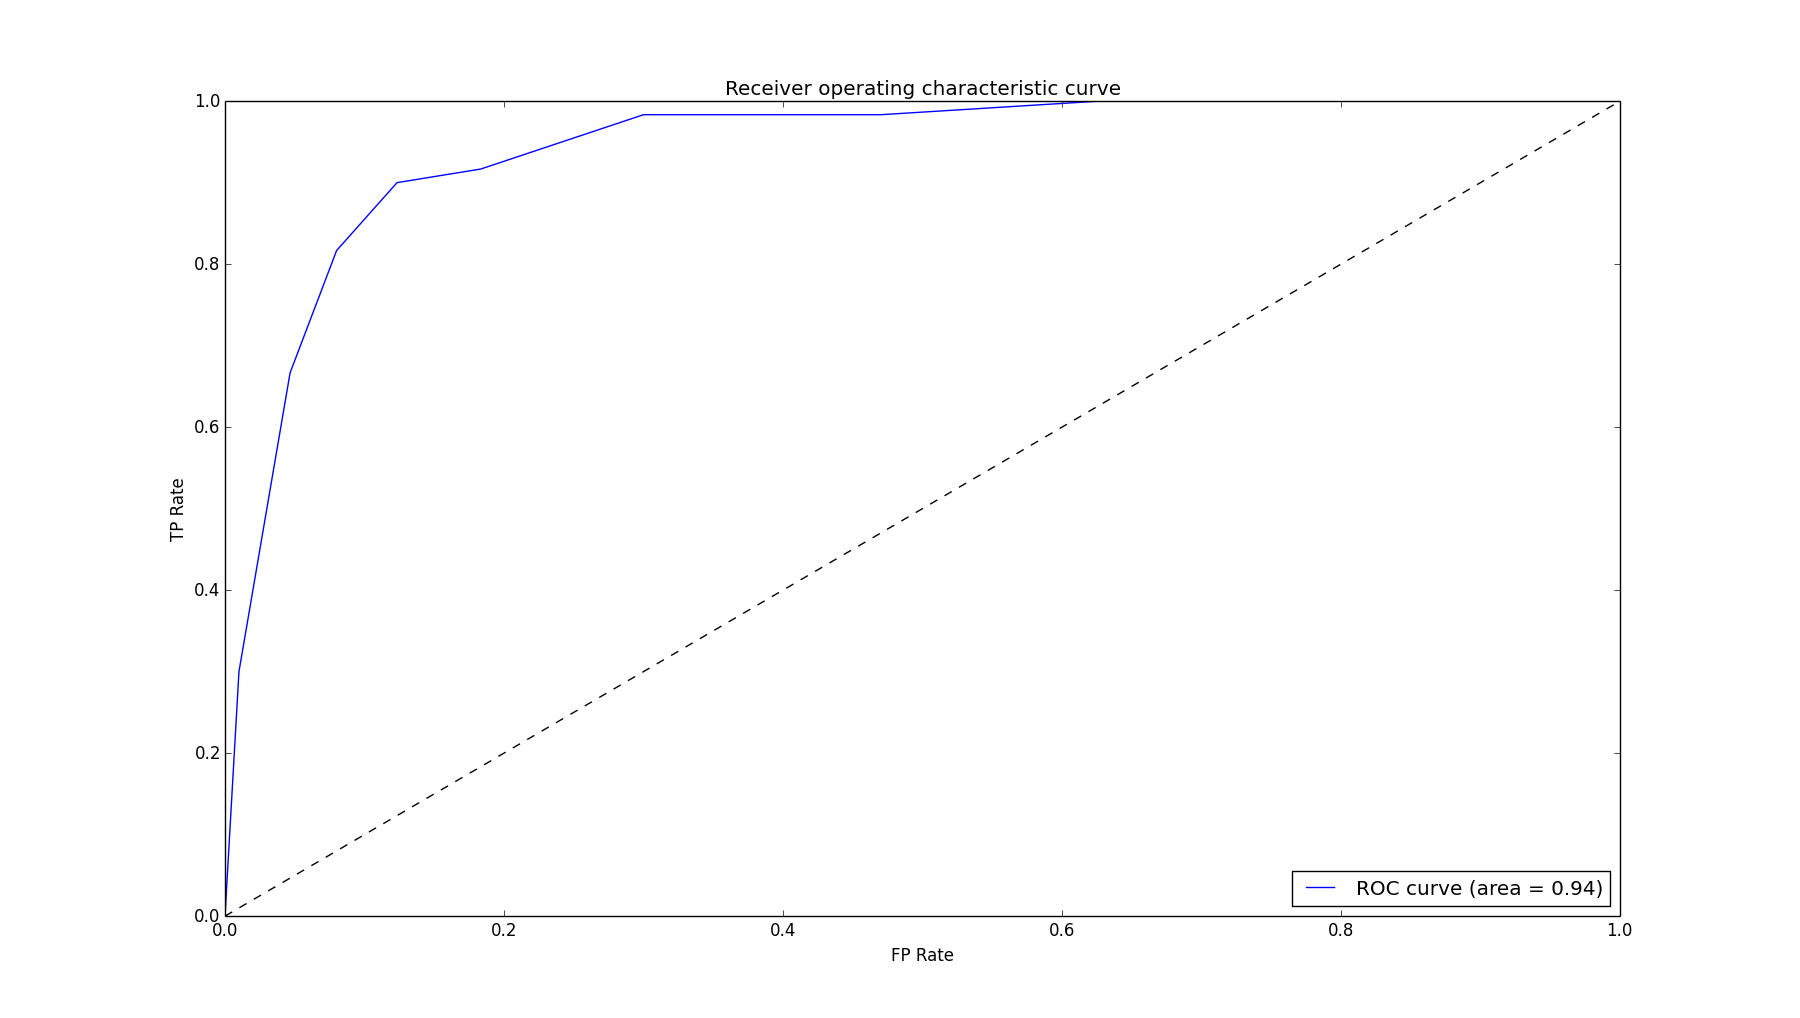 Receiver operating characteristic curve
1.0
0.8
0.6
0.4
0.2
0.0
TP Rate
0.0 0.2 0.4 0.6 0.8 1.0
FP Rate
ROC curve (area = 0.94)